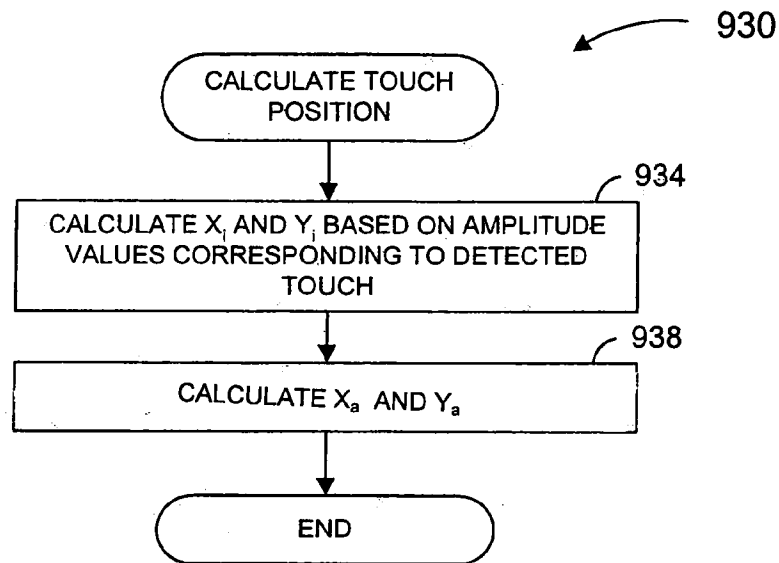 930
CALCULATE TOUCH
POSITION
934
CALCULATE Xi AND Yi BASED ON AMPLITUDE
VALUES CORRESPONDING TO DETECTED
TOUCH
938
CALCULATE Xa AND Ya
END